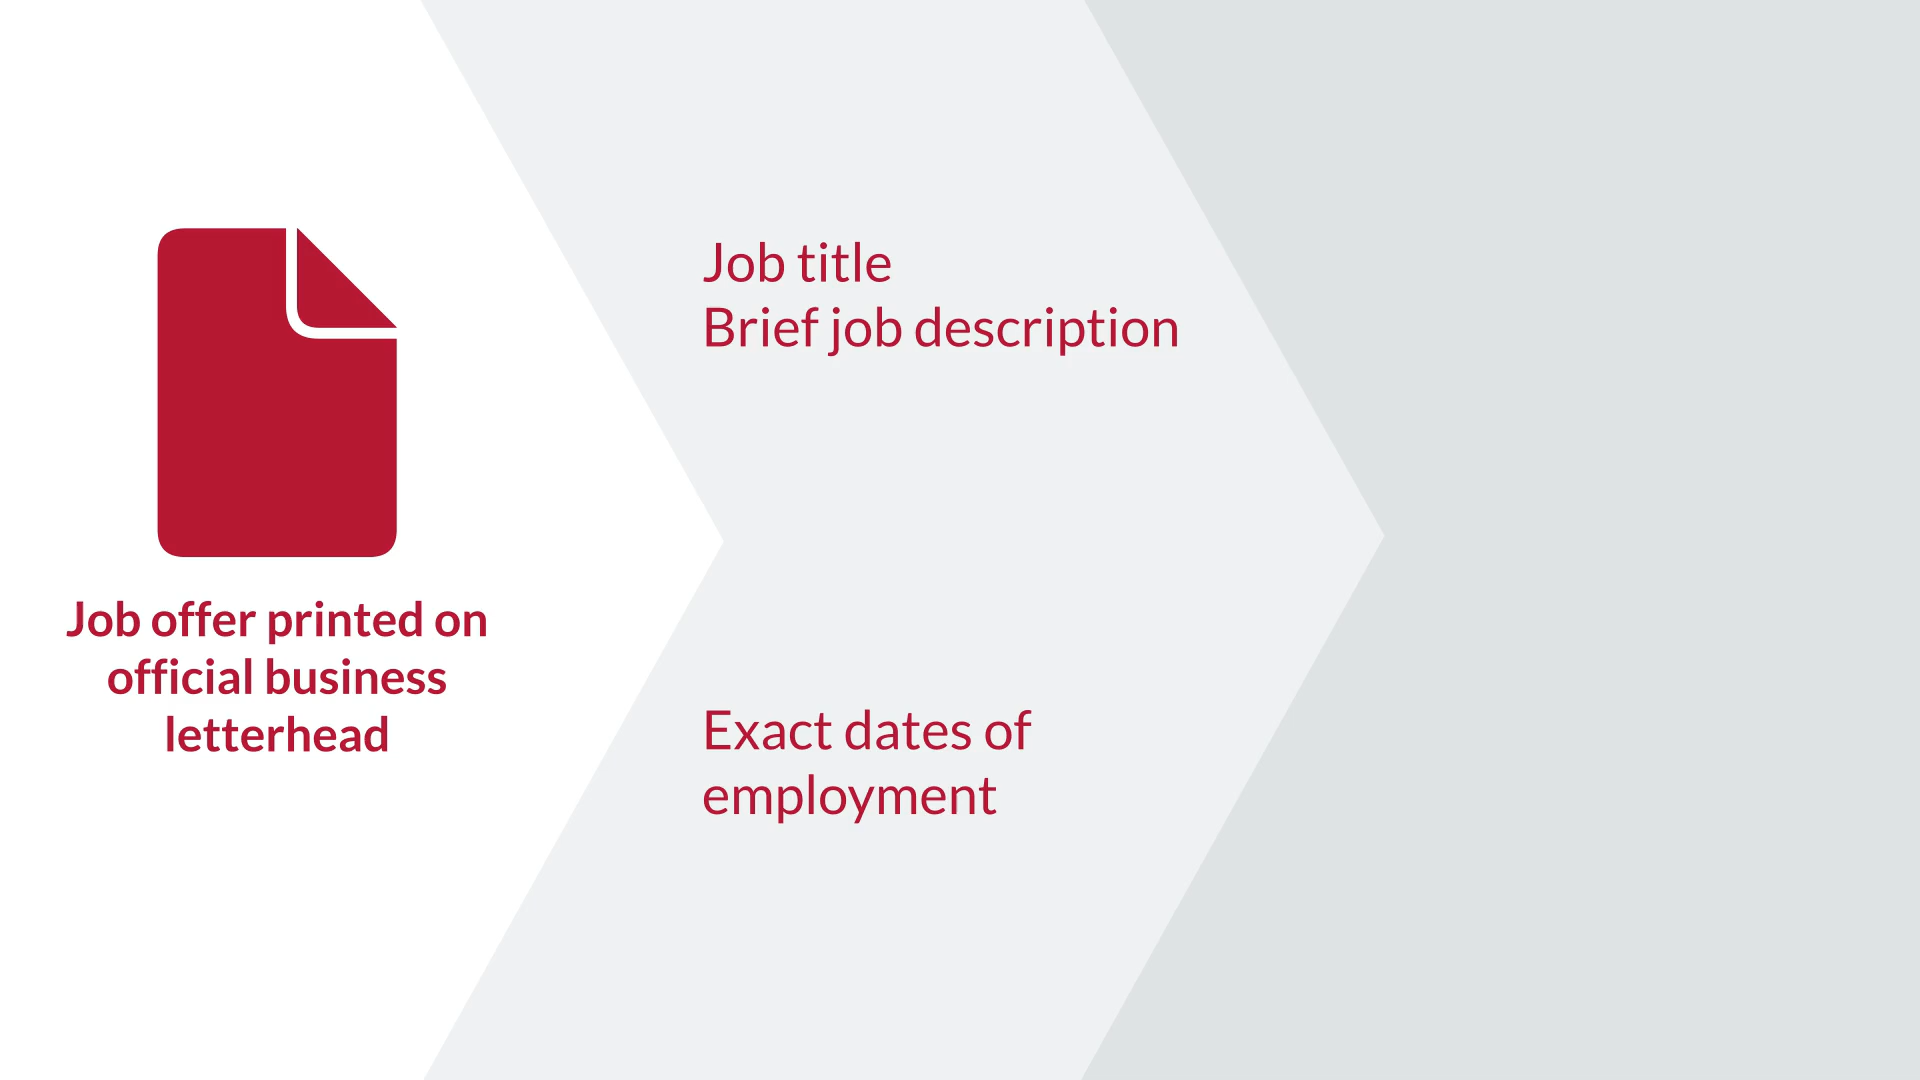 Job offer printed on
official business
letterhead
Job title
Brief job description
Exact dates of
employment